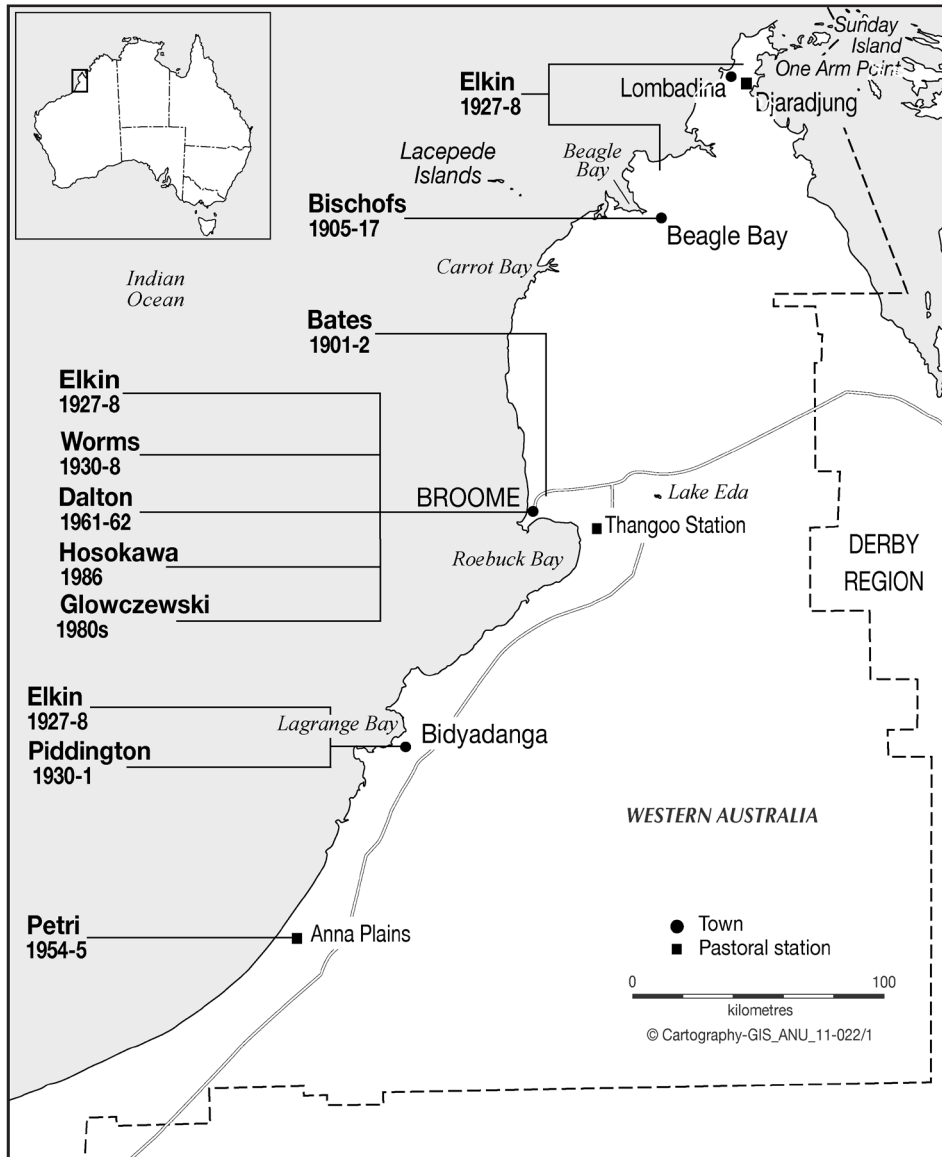 Sunday
Island
One Arm Point
Elkin
1927-8
Lombadina
Djaradjung
Lacepede
Islands
Beagle
Bay
Bischofs
1905-17
Beagle Bay
Carrot Bay
Indian
Ocean
Bates
1901-2
Elkin
1927-8
Worms
1930-8
Dalton
1961-62
BROOME
Lake Eda
Thangoo Station
Hosokawa
1986
Roebuck Bay
DERBY
REGION
Glowczewski
1980s
Elkin
1927-8
Lagrange Bay
Bidyadanga
Piddington
1930-1
WESTERN AUSTRALIA
Petri
1954-5
Anna Plains
Town
Pastoral station
0 100
kilometres
© Cartography-GIS_ANU_11-022/1